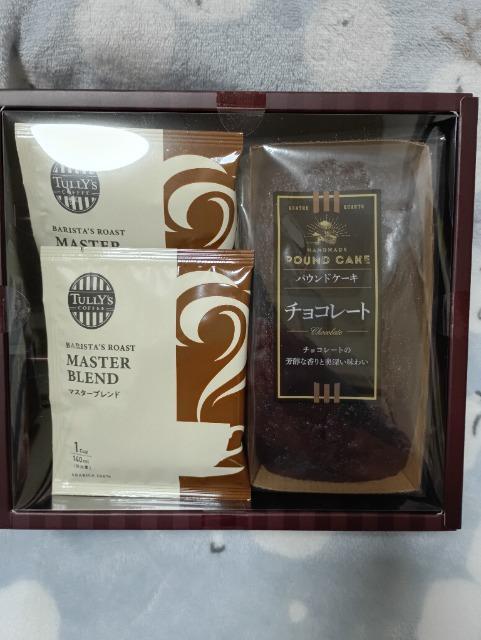 TULLY'S
COFFEE
BARISTA'S ROAST
MASTER
TULLY'S
COFFEE
BARISTA'S ROAST
MASTER
BLEND
マスターブレンド
1 Cup
140ml
HANDMADE
POUND CAKE
パウンドケーキ
チョコレート
Chocolate
チョコレートの
芳醇な香りと奥深い味わい